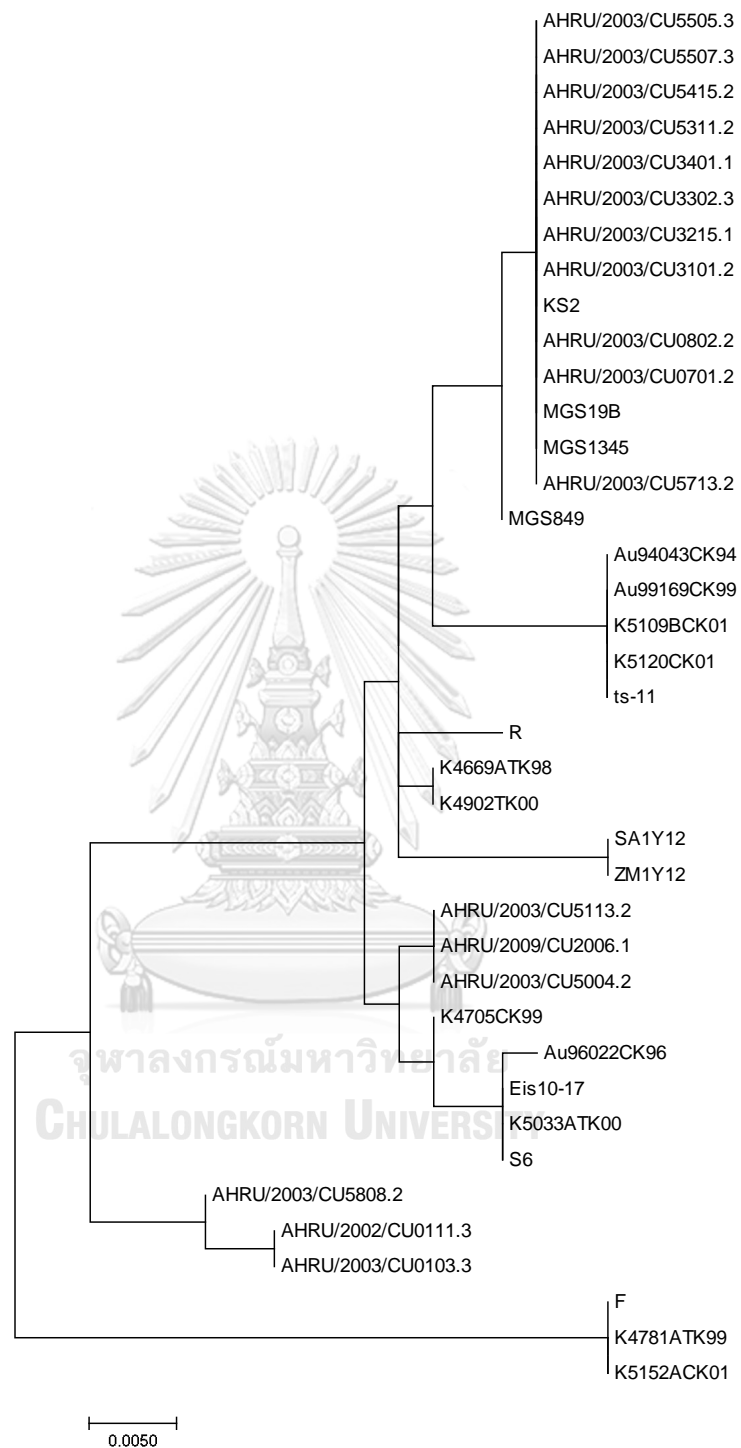 AHRU/2003/CU5505.3
AHRU/2003/CU5507.3
AHRU/2003/CU5415.2
AHRU/2003/CU5311.2
AHRU/2003/CU3401.1
AHRU/2003/CU3302.3
AHRU/2003/CU3215.1
AHRU/2003/CU3101.2
KS2
AHRU/2003/CU0802.2
AHRU/2003/CU0701.2
MGS19B
MGS1345
AHRU/2003/CU5713.2
MGS849
Au94043CK94
Au99169CK99
K5109BCK01
K5120CK01
ts-11
R
K4669ATK98
K4902TK00
SA1Y12
ZM1Y12
AHRU/2003/CU5113.2
AHRU/2009/CU2006.1
AHRU/2003/CU5004.2
K4705CK99
จุฬาลงกรณ์มหาวิทยาลัย
Au96022CK96
Eis10-17
CHULALONGKORN UNIVERSITY
K5033ATK00
S6
AHRU/2003/CU5808.2
AHRU/2002/CU0111.3
AHRU/2003/CU0103.3
F
K4781ATK99
K5152ACK01
0.0050